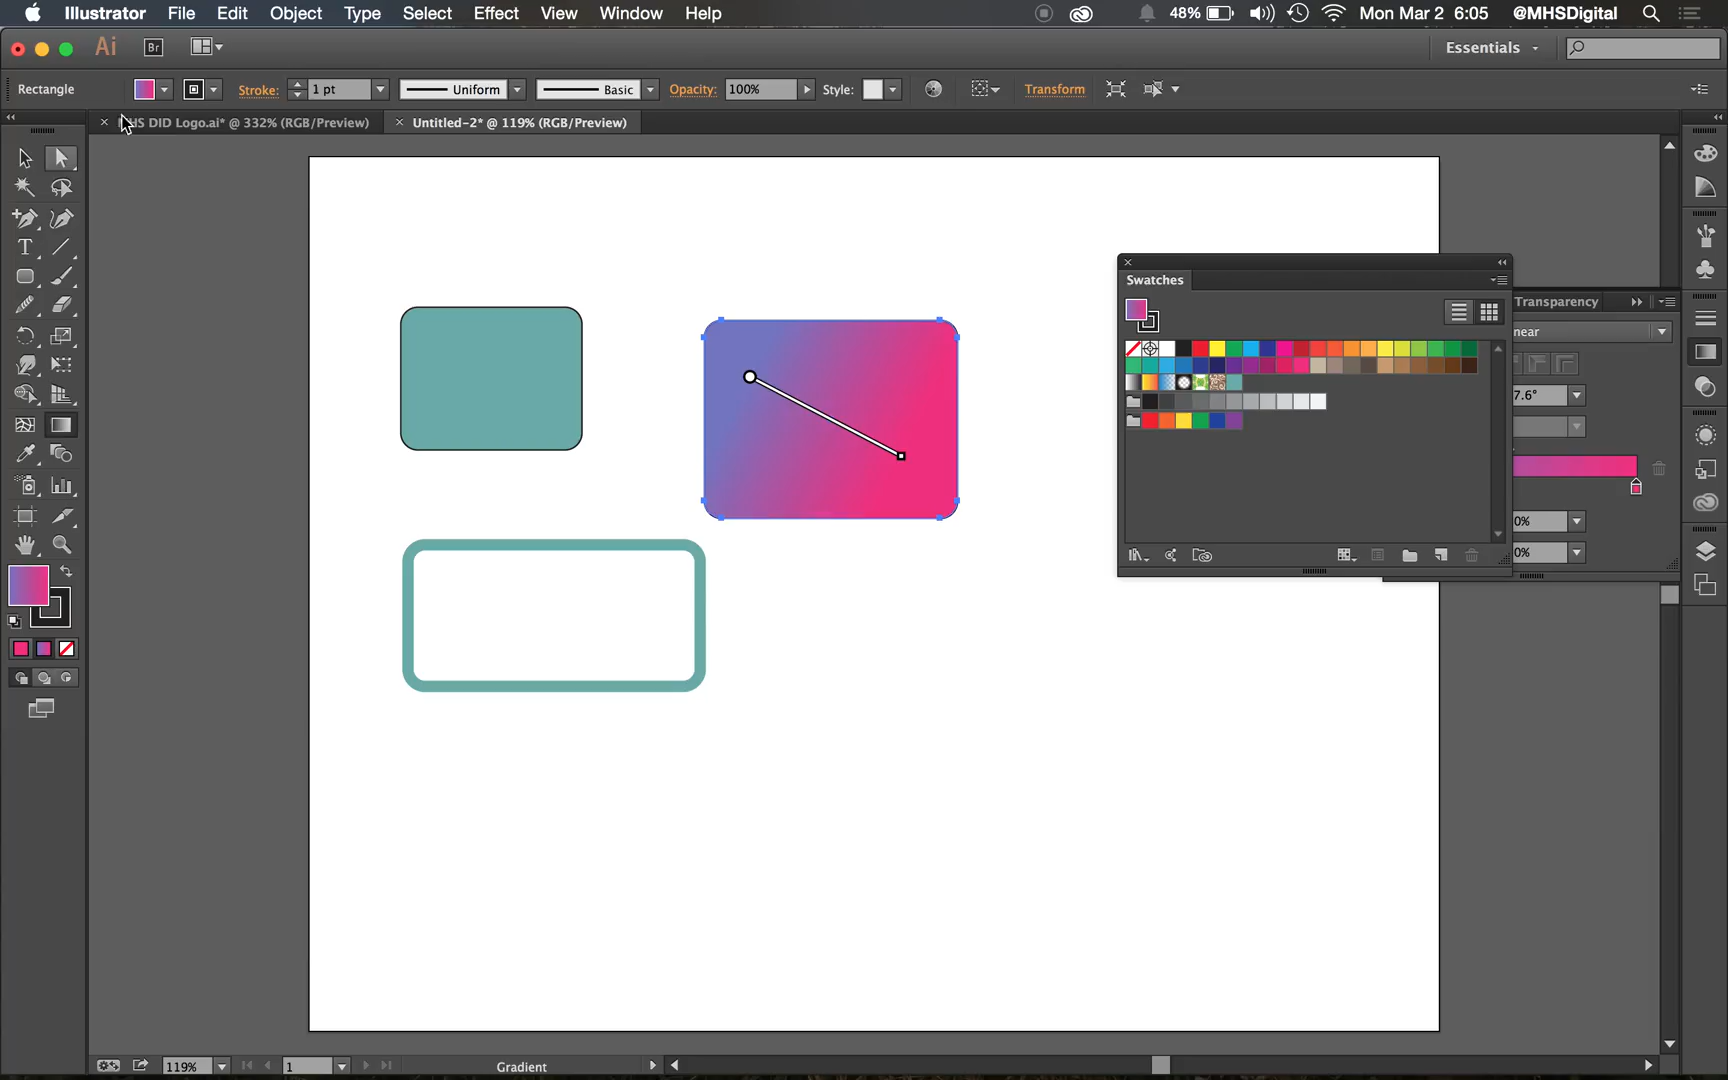 Illustrator File Edit Object Type Select Effect View Window Help 48% Mon Mar 2 6:05 @MHSDigital
Ai Br Essentials
Rectangle Stroke: 1 pt Uniform Basic Opacity: 100% Style: Transform
HS DID Logo.ai* @ 332% (RGB/Preview) Untitled-2* @ 119% (RGB/Preview)
Swatches
Transparency
near
7.6°
0%
0%
T
119% 1 Gradient